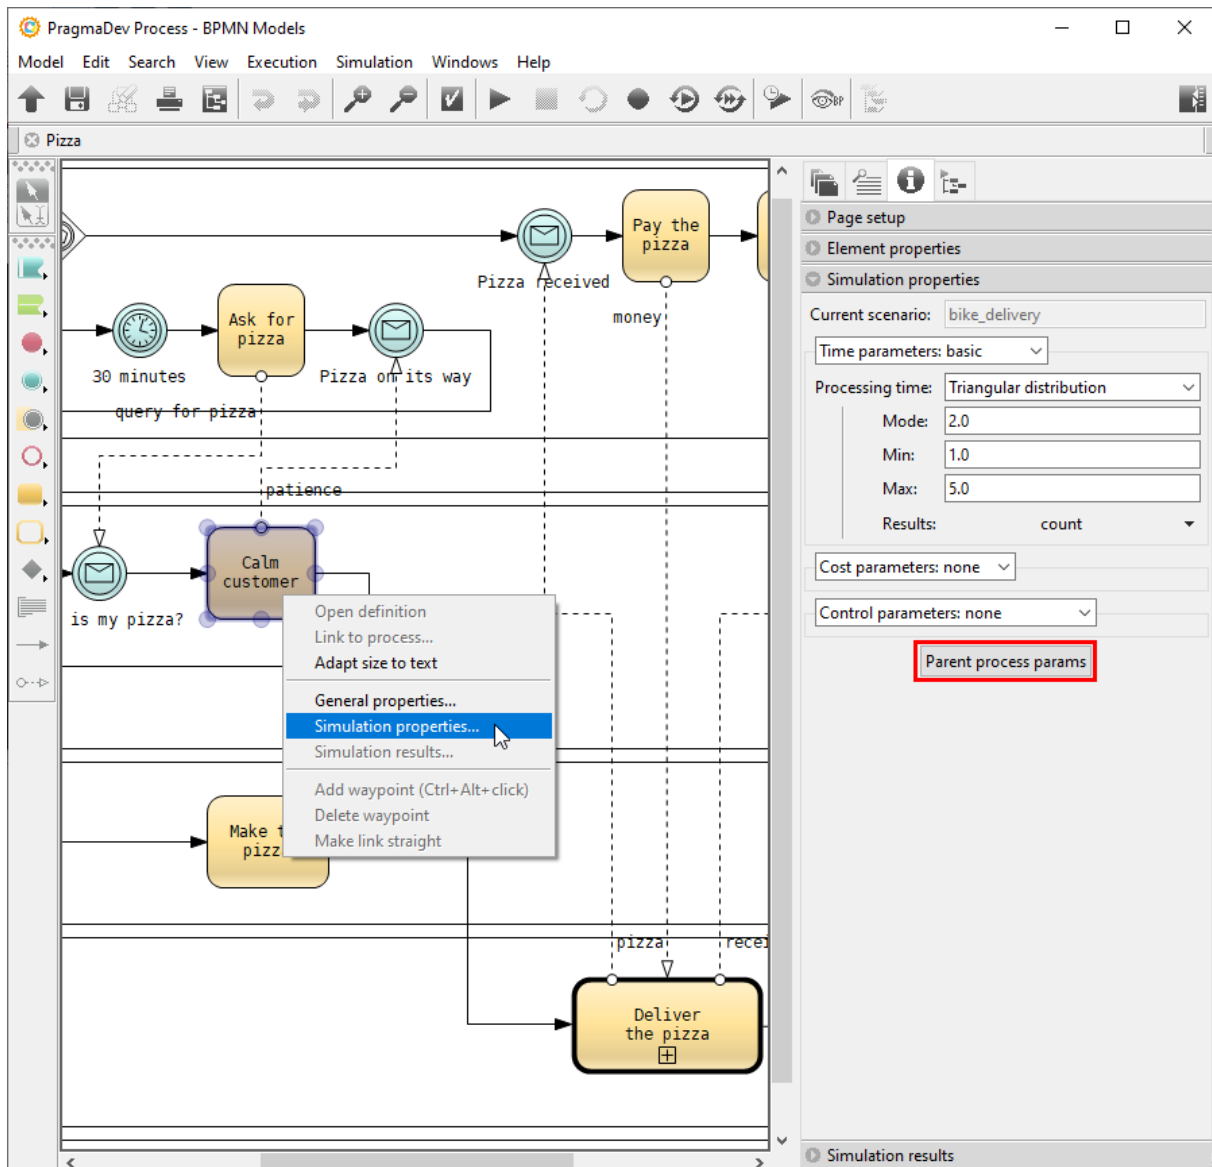 PragmaDev Process - BPMN Models
Model Edit Search View Execution Simulation Windows Help
BP
Pizza
Pay the
pizza
Pizza received
money
Ask for
pizza
30 minutes
Pizza on its way
query for pizza
patience
Calm
customer
is my pizza?
Open definition
Link to process...
Adapt size to text
General properties...
Simulation properties...
Simulation results...
Add waypoint (Ctrl+Alt+click)
Delete waypoint
Make link straight
Make t
pizz
pizza
recei
Deliver
the pizza
Page setup
Element properties
Simulation properties
Current scenario: bike_delivery
Time parameters: basic
Processing time: Triangular distribution
Mode: 2.0
Min: 1.0
Max: 5.0
Results: count
Cost parameters: none
Control parameters: none
Parent process params
Simulation results